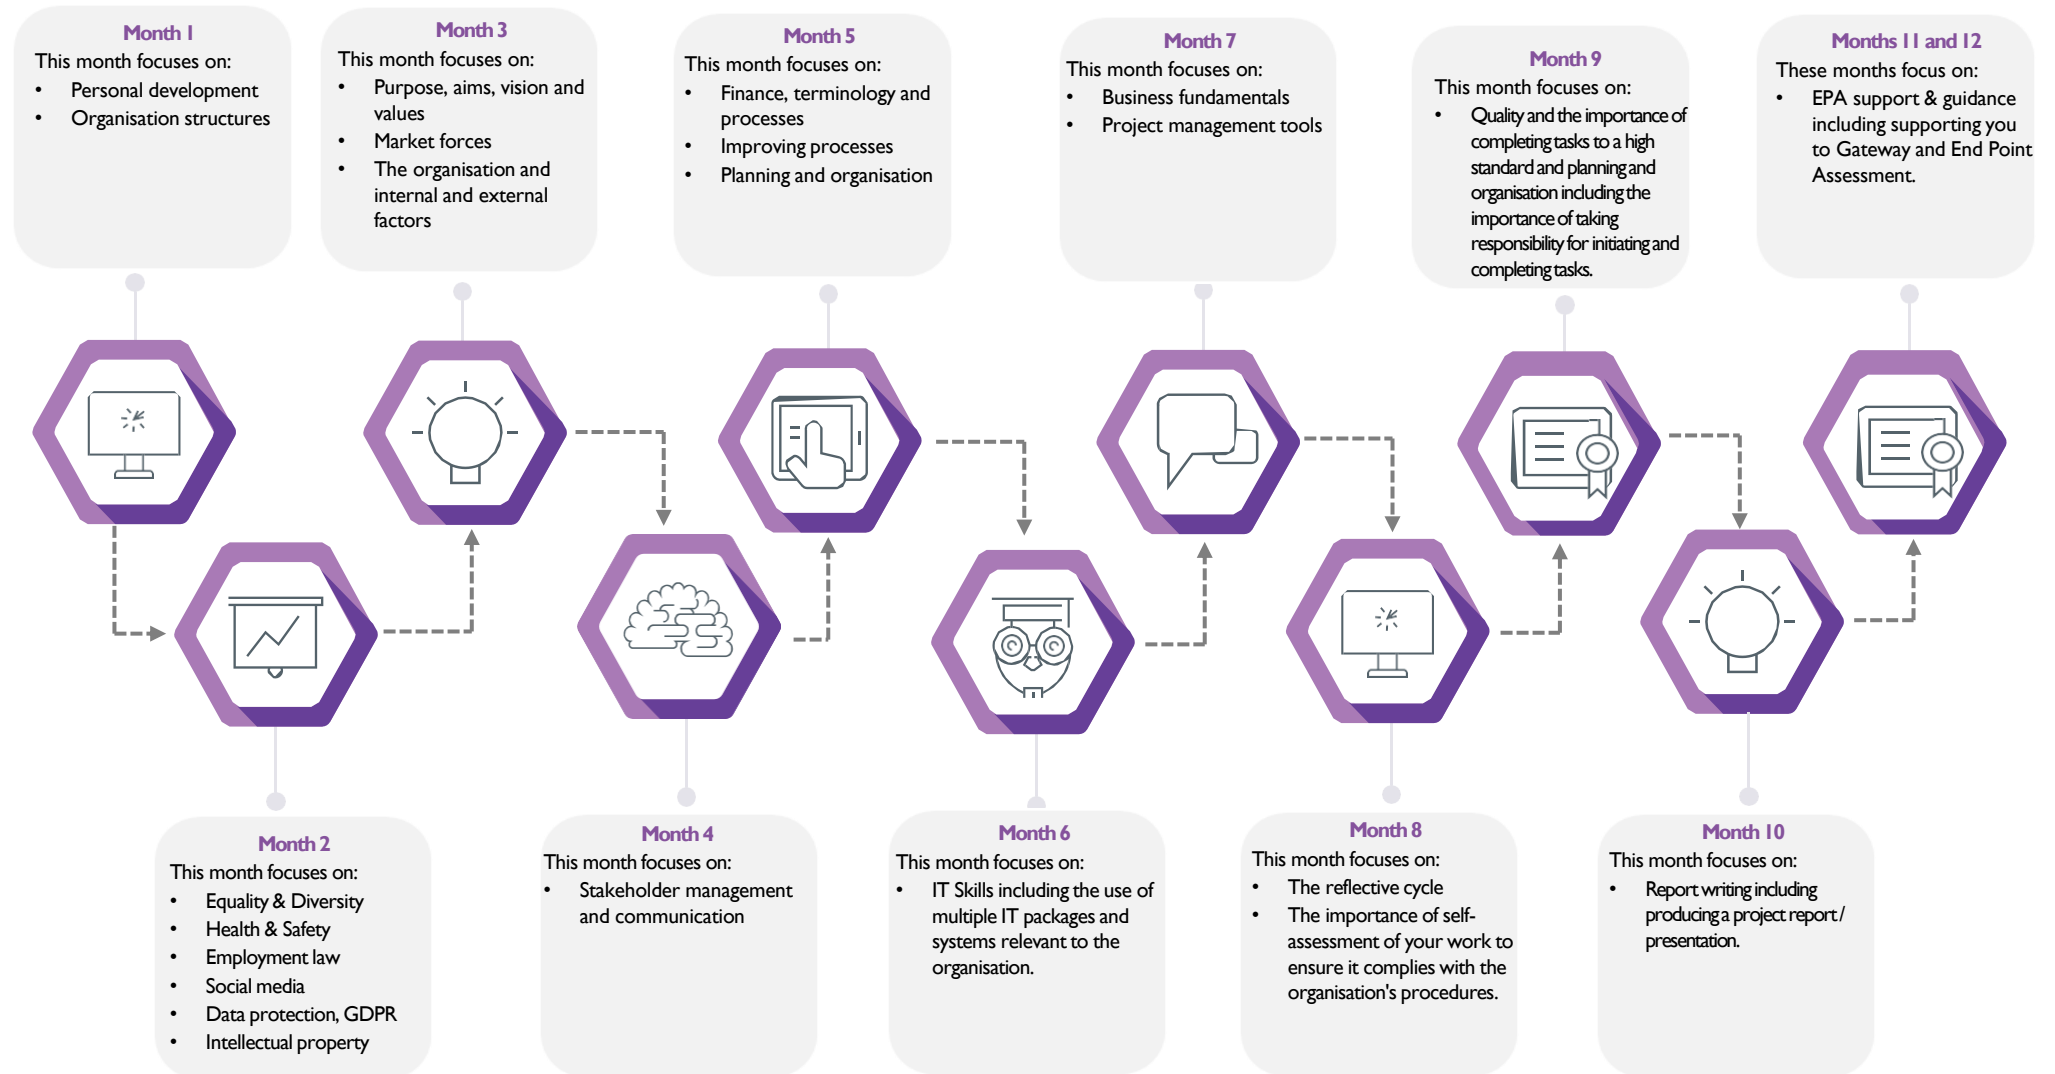 Month 1
This month focuses on:
• Personal development
• Organisation structures
Month 2
This month focuses on:
• Equality & Diversity
• Health & Safety
• Employment law
• Social media
• Data protection, GDPR
• Intellectual property
Month 3
This month focuses on:
• Purpose, aims, vision and
values
• Market forces
• The organisation and
internal and external
factors
Month 4
This month focuses on:
• Stakeholder management
and communication
Month 5
This month focuses on:
• Finance, terminology and
processes
• Improving processes
• Planning and organisation
Month 6
This month focuses on:
• IT Skills including the use of
multiple IT packages and
systems relevant to the
organisation.
Month 7
This month focuses on:
• Business fundamentals
• Project management tools
Month 8
This month focuses on:
• The reflective cycle
• The importance of self-
assessment of your work to
ensure it complies with the
organisation's procedures.
Month 9
This month focuses on:
• Quality and the importance of
completing tasks to a high
standard and planning and
organisation including the
importance of taking
responsibility for initiating and
completing tasks.
Month 10
This month focuses on:
• Report writing including
producing a project report /
presentation.
Months 11 and 12
These months focus on:
• EPA support & guidance
including supporting you
to Gateway and End Point
Assessment.